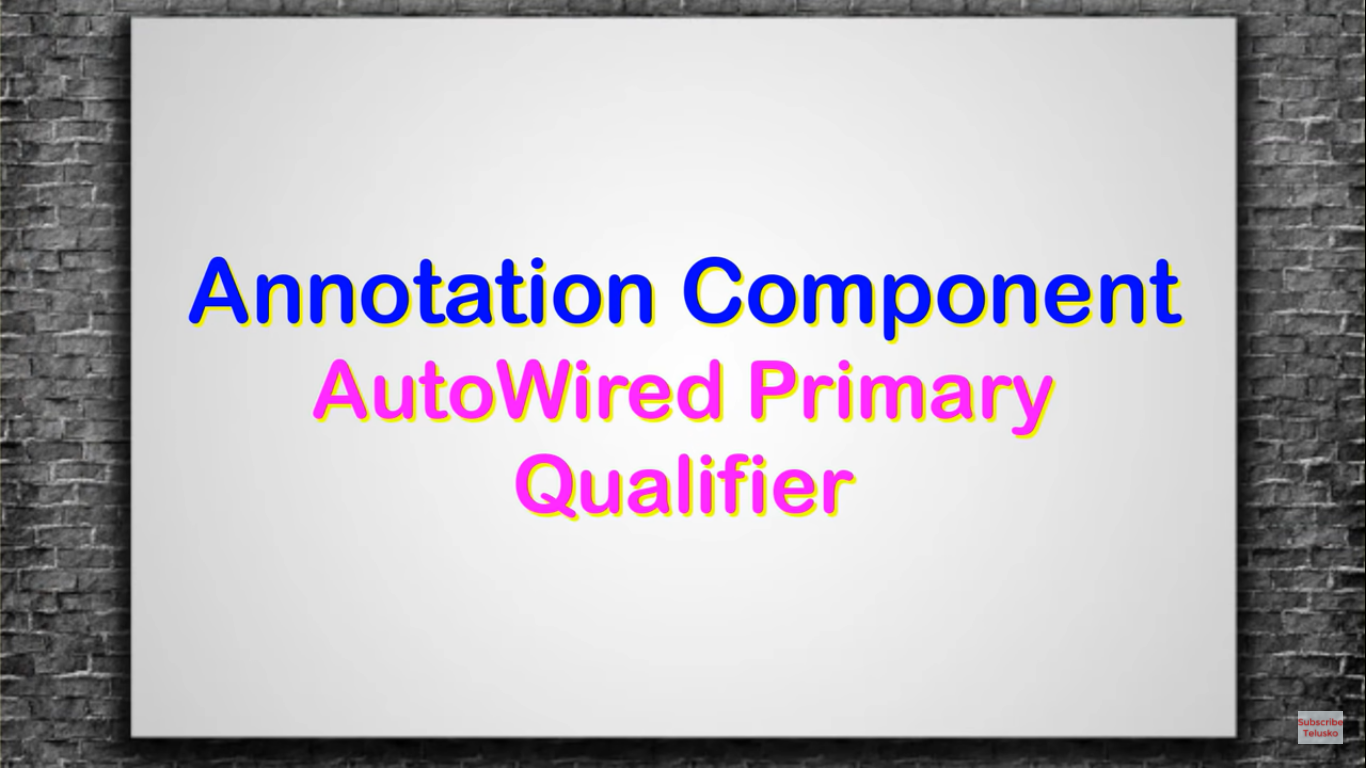 Annotation Component
AutoWired Primary
Qualifier
Subscribe
Telusko